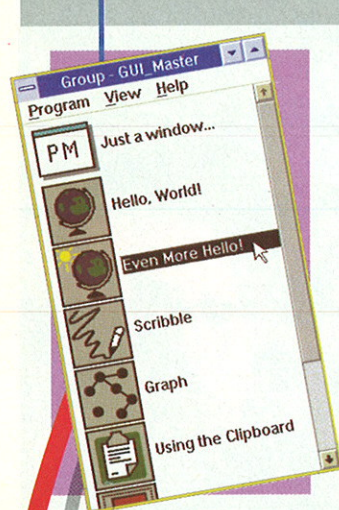 Group - GUI_Master
Program View Help
PM
Just a window...
Hello, World!
Even More Hello!
Scribble
Graph
Using the Clipboard